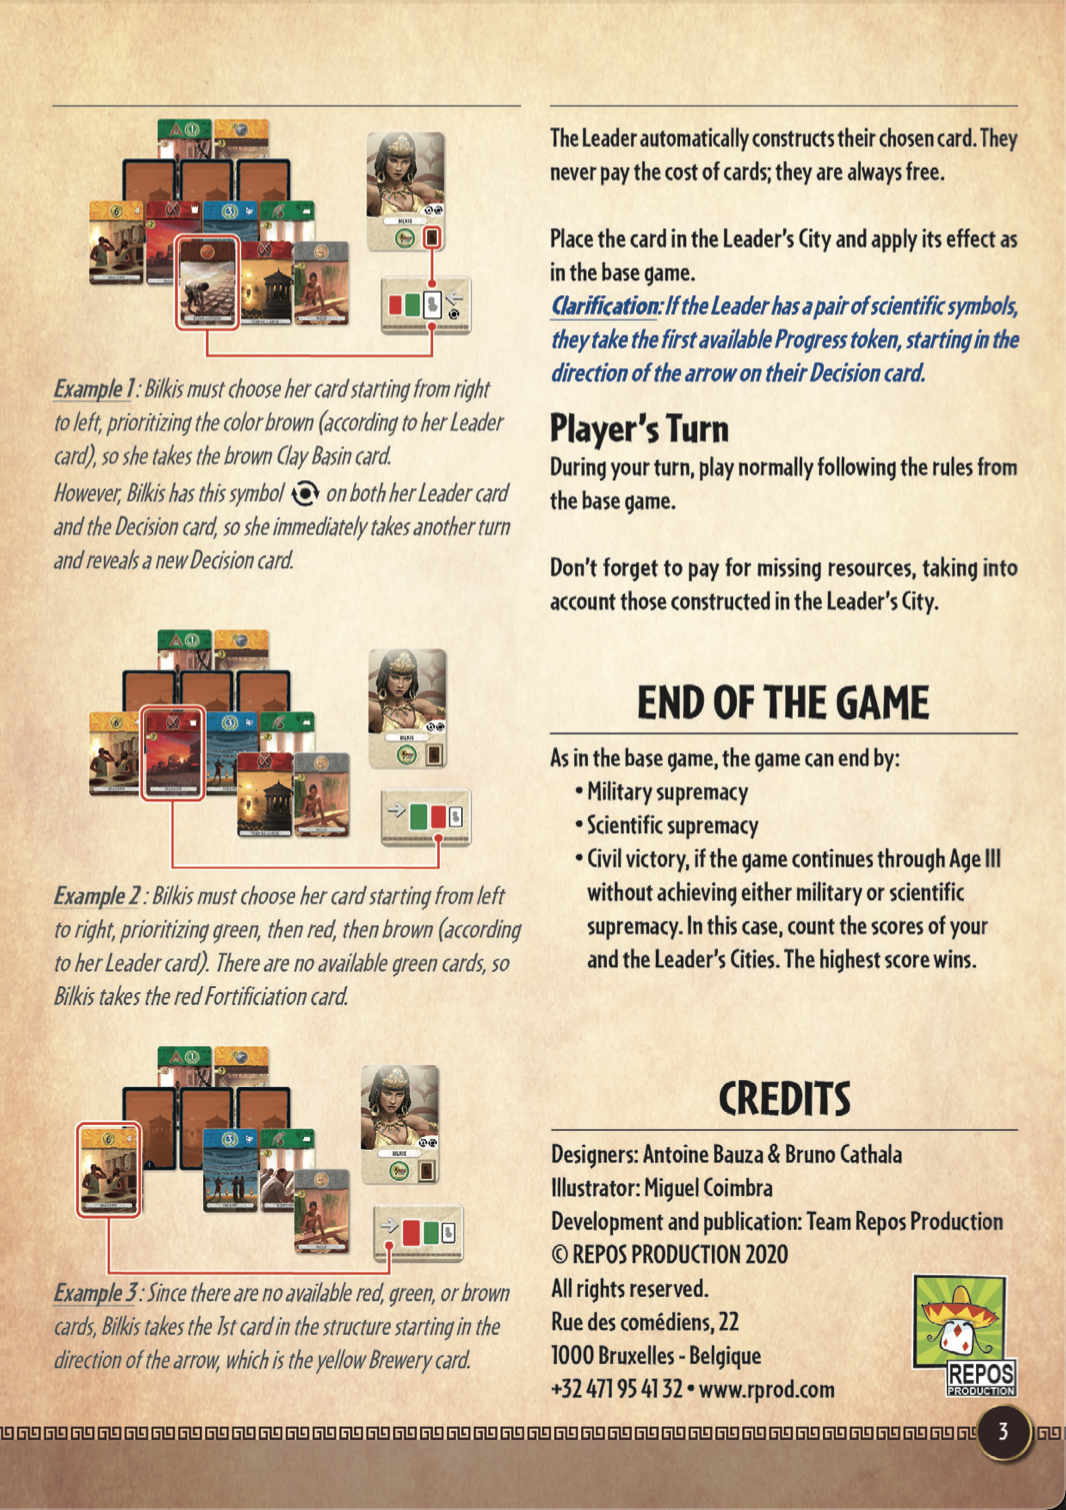 Example 1 : Bilkis must choose her card starting from right
to left, prioritizing the color brown (according to her Leader
card), so she takes the brown Clay Basin card.
However, Bilkis has this symbol on both her Leader card
and the Decision card, so she immediately takes another turn
and reveals a new Decision card.
BILKIS
Example 2 : Bilkis must choose her card starting from left
to right, prioritizing green, then red, then brown (according
to her Leader card). There are no available green cards, so
Bilkis takes the red Fortificiation card.
BILKIS
Example 3 : Since there are no available red, green, or brown
cards, Bilkis takes the 1st card in the structure starting in the
direction of the arrow, which is the yellow Brewery card.
BILKIS
The Leader automatically constructs their chosen card. They
never pay the cost of cards; they are always free.
Place the card in the Leader's City and apply its effect as
in the base game.
Clarification: If the Leader has a pair of scientific symbols,
they take the first available Progress token, starting in the
direction of the arrow on their Decision card.
Player's Turn
During your turn, play normally following the rules from
the base game.
Don't forget to pay for missing resources, taking into
account those constructed in the Leader's City.
END OF THE GAME
As in the base game, the game can end by:
• Military supremacy
• Scientific supremacy
• Civil victory, if the game continues through Age III
without achieving either military or scientific
supremacy. In this case, count the scores of your
and the Leader's Cities. The highest score wins.
CREDITS
Designers: Antoine Bauza & Bruno Cathala
Illustrator: Miguel Coimbra
Development and publication: Team Repos Production
© REPOS PRODUCTION 2020
All rights reserved.
Rue des comédiens, 22
1000 Bruxelles - Belgique
+32 471 95 41 32 • www.rprod.com
REPOS
PRODUCTION
3